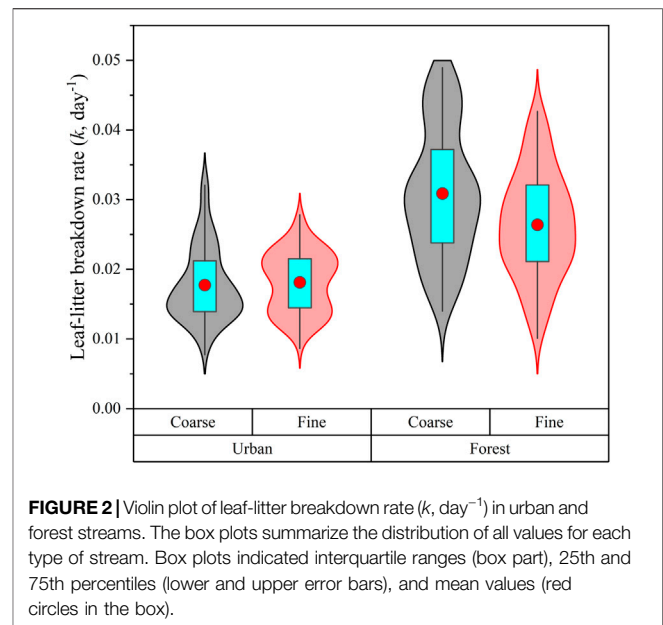 Leaf-litter breakdown rate (k, day⁻¹)
0.05
0.04
0.03
0.02
0.01
0.00
Coarse Fine Coarse Fine
Urban Forest
FIGURE 2 | Violin plot of leaf-litter breakdown rate (k, day⁻¹) in urban and
forest streams. The box plots summarize the distribution of all values for each
type of stream. Box plots indicated interquartile ranges (box part), 25th and
75th percentiles (lower and upper error bars), and mean values (red
circles in the box).